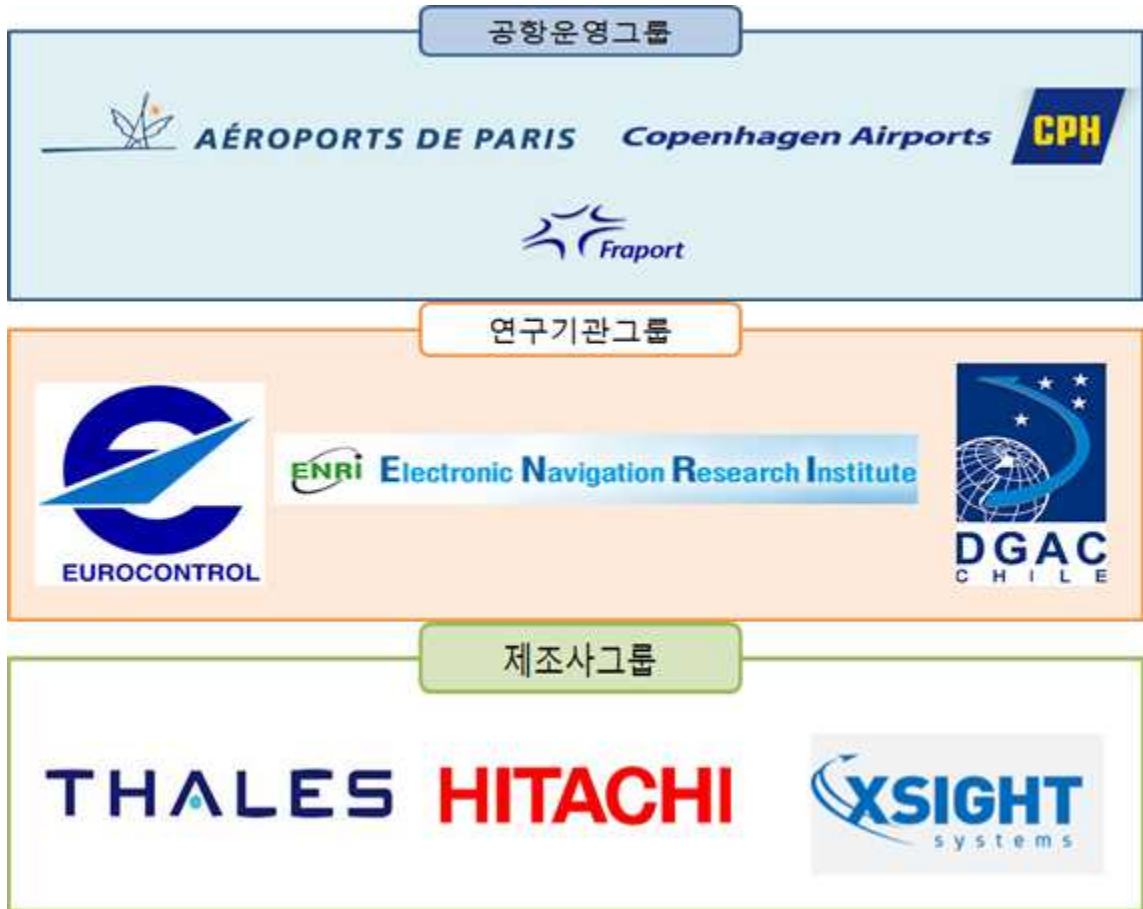 공항운영그룹
AÉROPORTS DE PARIS
Copenhagen Airports CPH
Fraport
연구기관그룹
EUROCONTROL
ENRi Electronic Navigation Research Institute
DGAC
CHILE
제조사그룹
THALES
HITACHI
XSIGHT
systems